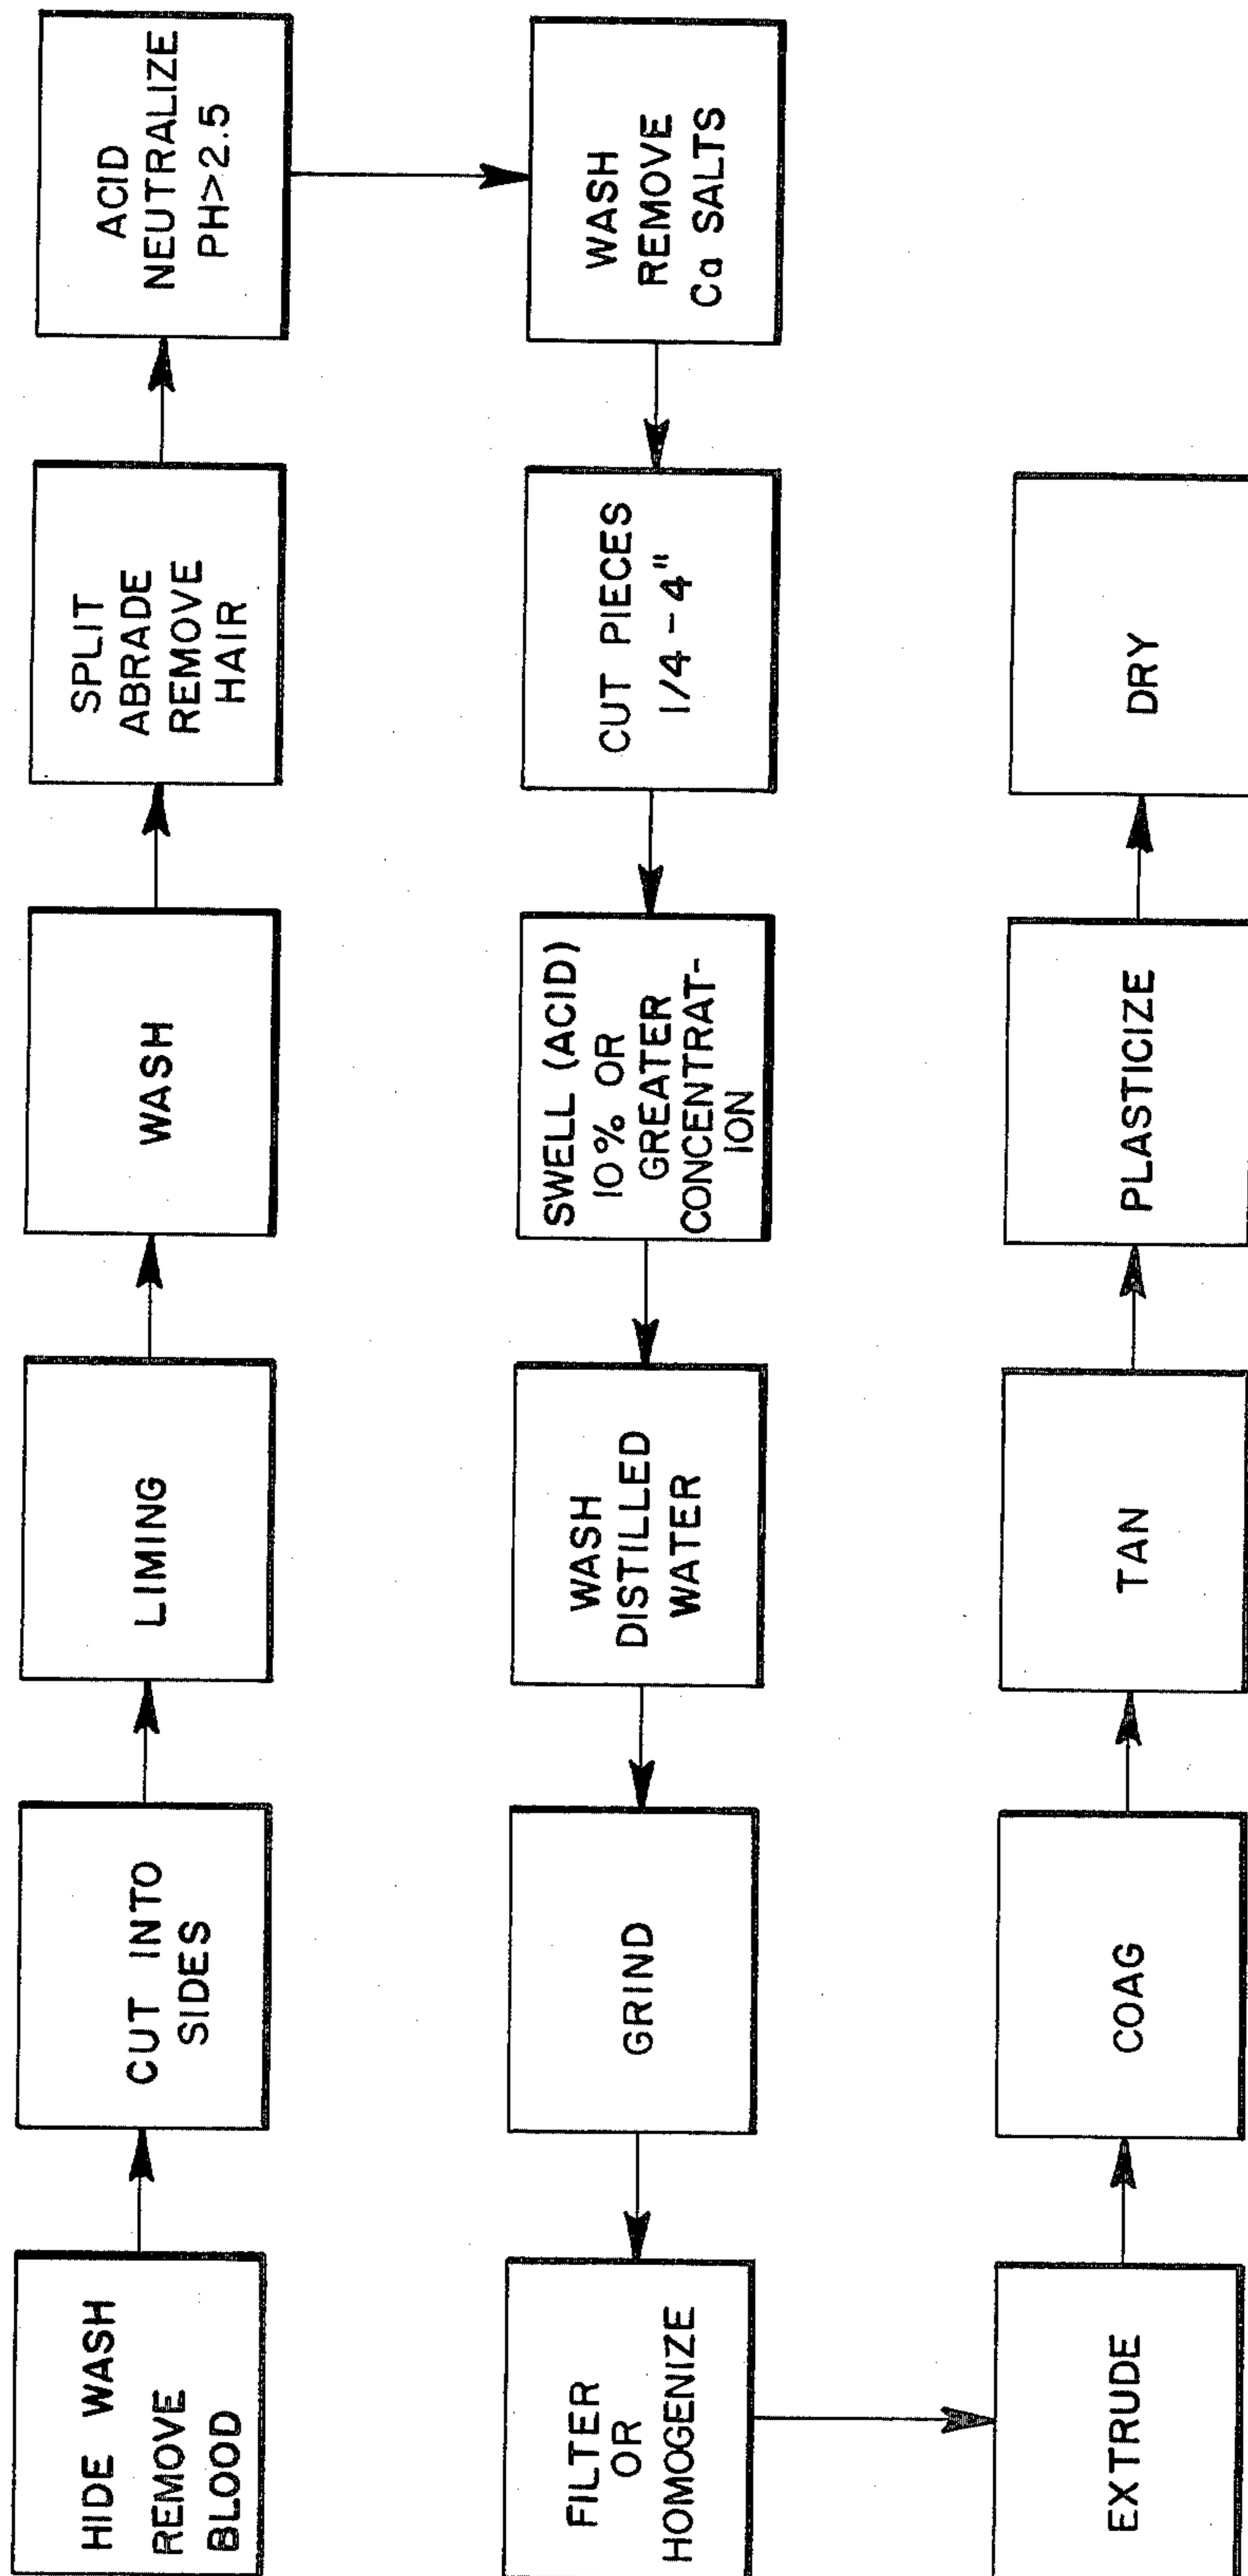 HIDE WASH
REMOVE
BLOOD
CUT INTO
SIDES
LIMING
WASH
SPLIT
ABRADE
REMOVE
HAIR
ACID
NEUTRALIZE
PH>2.5
WASH
REMOVE
Ca SALTS
CUT PIECES
1/4 - 4"
SWELL (ACID)
10% OR
GREATER
CONCENTRAT-
ION
WASH
DISTILLED
WATER
GRIND
FILTER
OR
HOMOGENIZE
EXTRUDE
COAG
TAN
PLASTICIZE
DRY